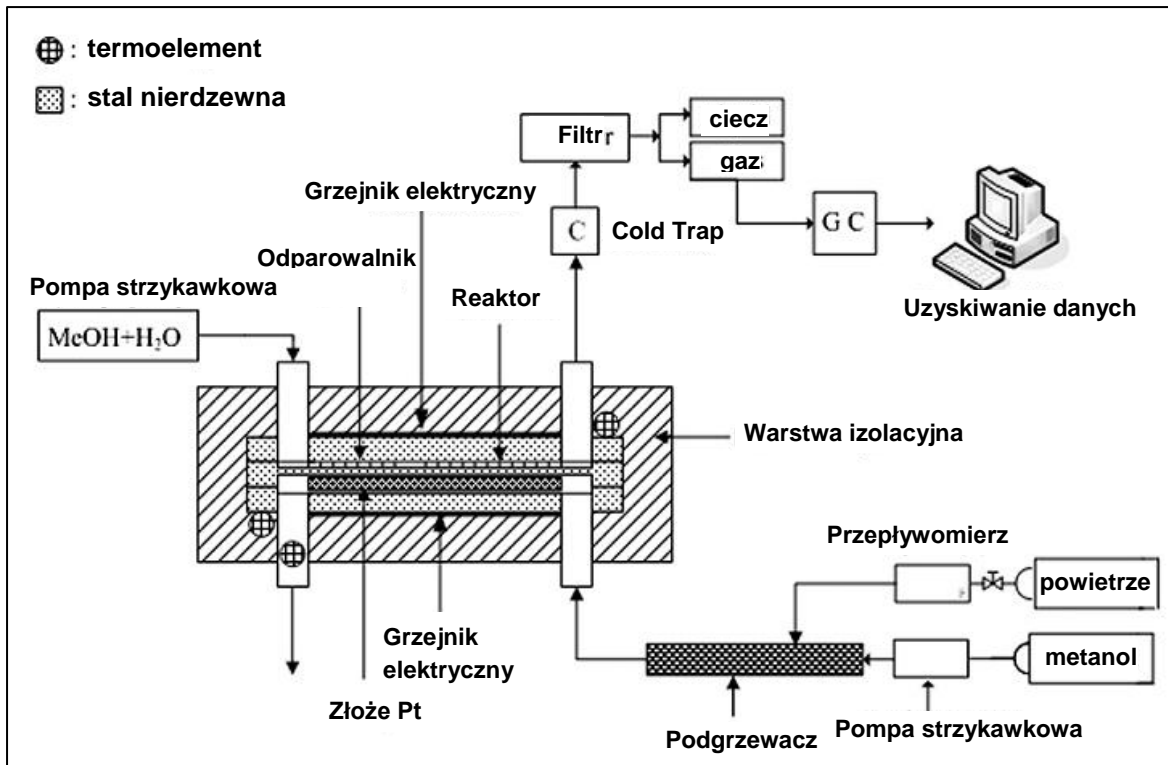 : termoelement
: stal nierdzewna
Filtr
ciecz
gaz
Grzejnik elektryczny
C
Cold Trap
G C
Odparowalnik
Pompa strzykawkowa
Reaktor
Uzyskiwanie danych
MeOH+H₂O
Warstwa izolacyjna
Przepływomierz
powietrze
Grzejnik
elektryczny
metanol
Złoże Pt
Podgrzewacz
Pompa strzykawkowa